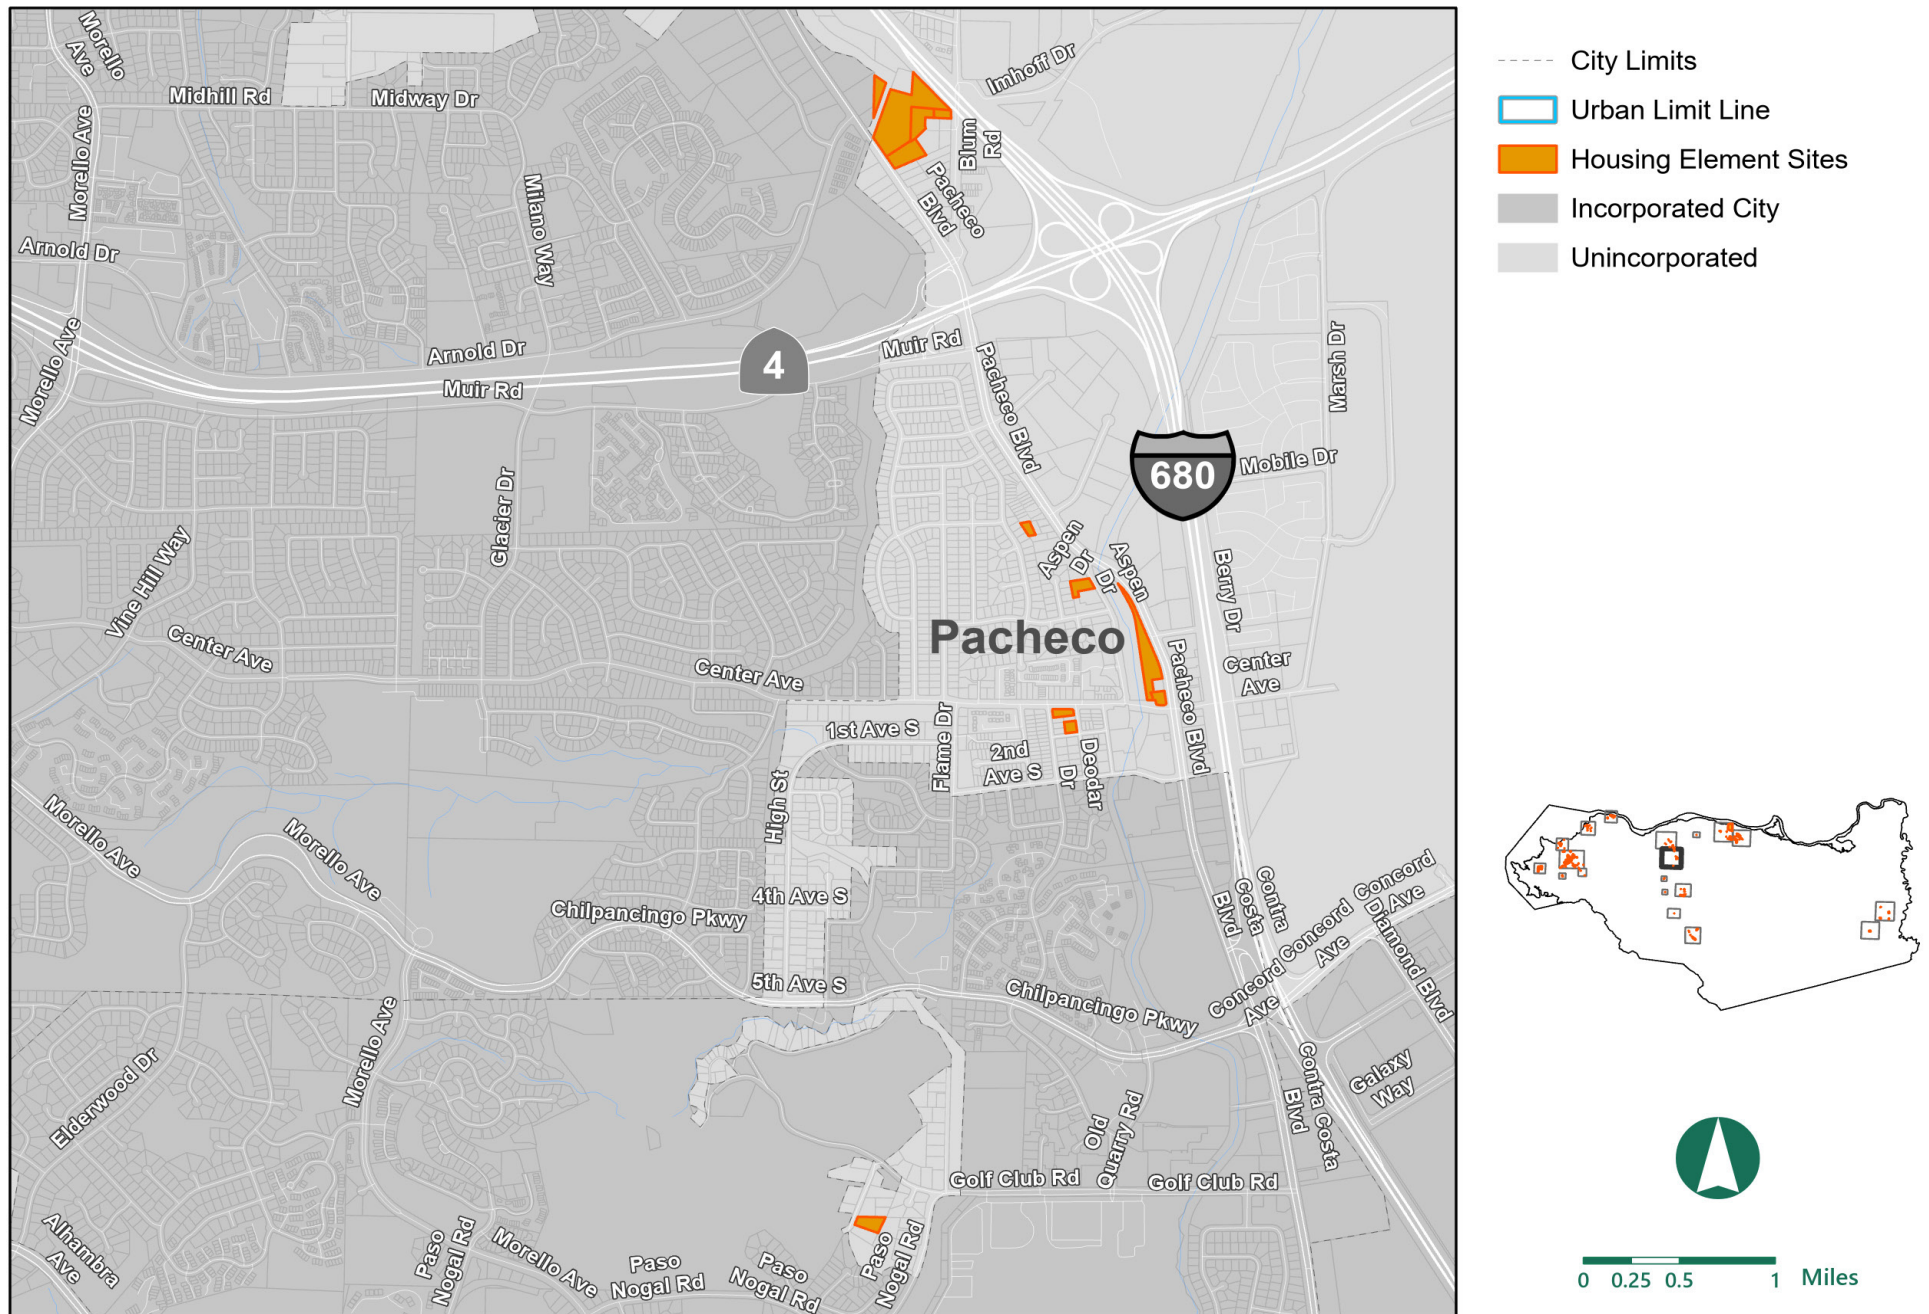 Morello
Ave
Midhill Rd
Midway Dr
Imhoff Dr
Blum
Rd
Morello Ave
Milano Way
Pacheco
Blvd
Arnold Dr
Morello Ave
Arnold Dr
Muir Rd
4
Muir Rd
Pacheco Blvd
Marsh Dr
680
Mobile Dr
Glacier Dr
Vine Hill Way
Aspen
Dr
Aspen
Dr
Berry Dr
Pacheco
Center Ave
Center Ave
Center
Ave
Pacheco Blvd
1st Ave S
Flame Dr
2nd
Ave S
Deodar
Dr
High St
Morello Ave
Morello Ave
4th Ave S
Chilpancingo Pkwy
5th Ave S
Contra
Costa
Blvd
Concord
Ave
Concord
Ave
Concord
Ave
Diamond Blvd
Chilpancingo Pkwy
Morello Ave
Elderwood Dr
Contra Costa
Blvd
Galaxy
Way
Old
Quarry Rd
Golf Club Rd
Golf Club Rd
Alhambra
Ave
Paso
Nogal Rd
Morello Ave
Paso
Nogal Rd
Paso
Nogal Rd
Paso
Nogal Rd
City Limits
Urban Limit Line
Housing Element Sites
Incorporated City
Unincorporated
0 0.25 0.5 1 Miles